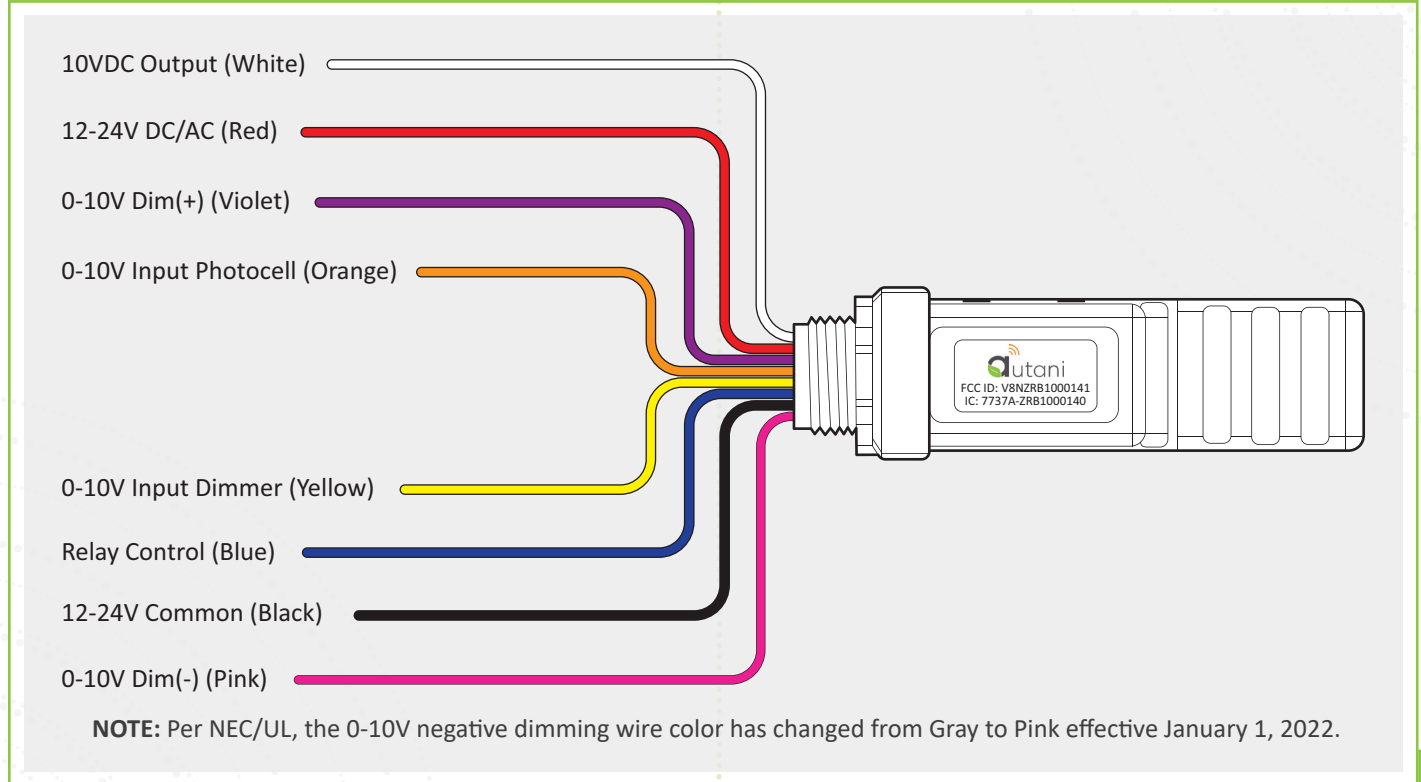 10VDC Output (White)
12-24V DC/AC (Red)
0-10V Dim(+) (Violet)
0-10V Input Photocell (Orange)
autani
FCC ID: V8NZRB1000141
IC: 7737A-ZRB1000140
0-10V Input Dimmer (Yellow)
Relay Control (Blue)
12-24V Common (Black)
0-10V Dim(-) (Pink)
NOTE: Per NEC/UL, the 0-10V negative dimming wire color has changed from Gray to Pink effective January 1, 2022.